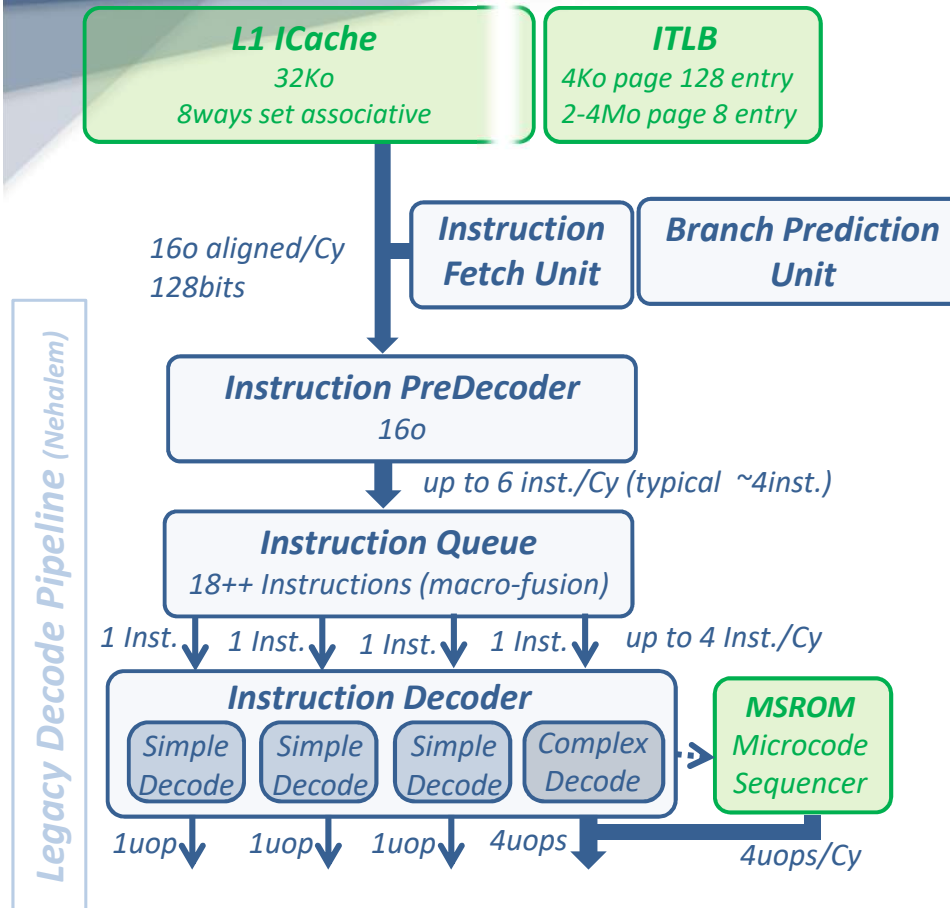 L1 ICache
32Ko
8ways set associative
ITLB
4Ko page 128 entry
2-4Mo page 8 entry
16o aligned/Cy
128bits
Instruction
Fetch Unit
Branch Prediction
Unit
Legacy Decode Pipeline (Nehalem)
Instruction PreDecoder
16o
up to 6 inst./Cy (typical ~4inst.)
Instruction Queue
18++ Instructions (macro-fusion)
1 Inst.
1 Inst.
1 Inst.
1 Inst.
up to 4 Inst./Cy
Instruction Decoder
Simple
Decode
Simple
Decode
Simple
Decode
Complex
Decode
MSROM
Microcode
Sequencer
1uop
1uop
1uop
4uops
4uops/Cy